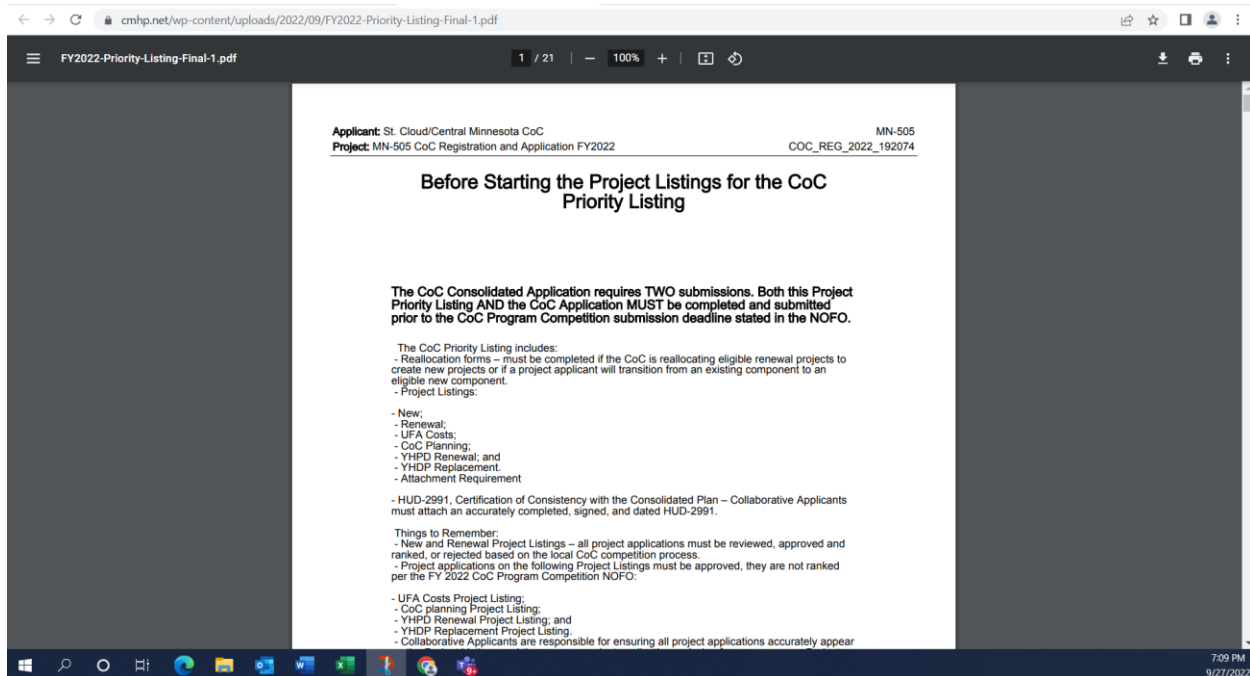 cmhp.net/wp-content/uploads/2022/09/FY2022-Priority-Listing-Final-1.pdf
FY2022-Priority-Listing-Final-1.pdf
1 / 21
100%
Applicant: St. Cloud/Central Minnesota CoC MN-505
Project: MN-505 CoC Registration and Application FY2022 COC_REG_2022_192074
Before Starting the Project Listings for the CoC
Priority Listing
The CoC Consolidated Application requires TWO submissions. Both this Project
Priority Listing AND the CoC Application MUST be completed and submitted
prior to the CoC Program Competition submission deadline stated in the NOFO.
The CoC Priority Listing includes:
- Reallocation forms – must be completed if the CoC is reallocating eligible renewal projects to
create new projects or if a project applicant will transition from an existing component to an
eligible new component.
- Project Listings:
- New;
- Renewal;
- UFA Costs;
- CoC Planning;
- YHPD Renewal; and
- YHDP Replacement.
- Attachment Requirement
- HUD-2991, Certification of Consistency with the Consolidated Plan – Collaborative Applicants
must attach an accurately completed, signed, and dated HUD-2991.
Things to Remember:
- New and Renewal Project Listings – all project applications must be reviewed, approved and
ranked, or rejected based on the local CoC competition process.
- Project applications on the following Project Listings must be approved, they are not ranked
per the FY 2022 CoC Program Competition NOFO:
- UFA Costs Project Listing;
- CoC planning Project Listing;
- YHPD Renewal Project Listing; and
- YHDP Replacement Project Listing.
- Collaborative Applicants are responsible for ensuring all project applications accurately appear
9+
7:09 PM
9/27/2022